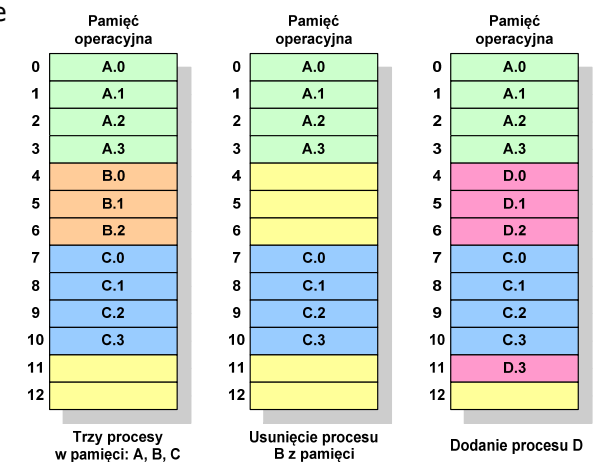 e
Pamięć
operacyjna
0 A.0
1 A.1
2 A.2
3 A.3
4 B.0
5 B.1
6 B.2
7 C.0
8 C.1
9 C.2
10 C.3
11
12
Trzy procesy
w pamięci: A, B, C
Pamięć
operacyjna
0 A.0
1 A.1
2 A.2
3 A.3
4
5
6
7 C.0
8 C.1
9 C.2
10 C.3
11
12
Usunięcie procesu
B z pamięci
Pamięć
operacyjna
0 A.0
1 A.1
2 A.2
3 A.3
4 D.0
5 D.1
6 D.2
7 C.0
8 C.1
9 C.2
10 C.3
11 D.3
12
Dodanie procesu D